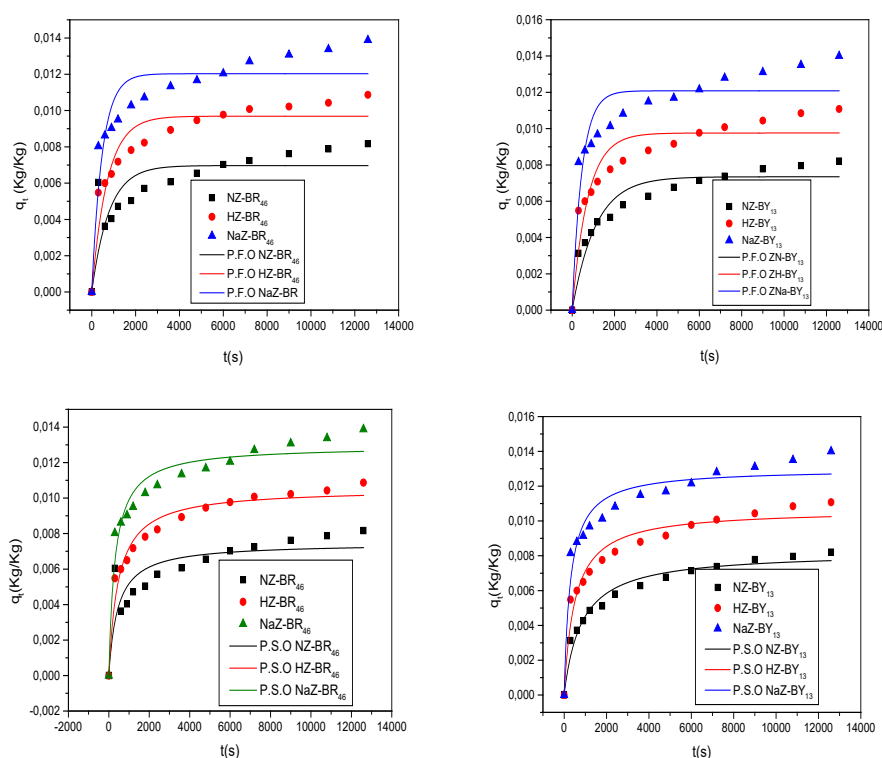 0,014
0,012
0,010
0,008
0,006
0,004
0,002
0,000
qt (Kg/Kg)
NZ-BR46
HZ-BR46
NaZ-BR46
P.F.O NZ-BR46
P.F.O HZ-BR46
P.F.O NaZ-BR
0 2000 4000 6000 8000 10000 12000 14000
t(s)
0,016
0,014
0,012
0,010
0,008
0,006
0,004
0,002
0,000
qt (Kg/Kg)
NZ-BY13
HZ-BY13
NaZ-BY13
P.F.O ZN-BY13
P.F.O ZH-BY13
P.F.O ZNa-BY13
0 2000 4000 6000 8000 10000 12000 14000
t(s)
0,014
0,012
0,010
0,008
0,006
0,004
0,002
0,000
-0,002
qt(Kg/Kg)
NZ-BR46
HZ-BR46
NaZ-BR46
P.S.O NZ-BR46
P.S.O HZ-BR46
P.S.O NaZ-BR46
-2000 0 2000 4000 6000 8000 10000 12000 14000
t(s)
0,016
0,014
0,012
0,010
0,008
0,006
0,004
0,002
0,000
qt(Kg/Kg)
NZ-BY13
HZ-BY13
NaZ-BY13
P.S.O NZ-BY13
P.S.O HZ-BY13
P.S.O NaZ-BY13
0 2000 4000 6000 8000 10000 12000 14000
t(s)